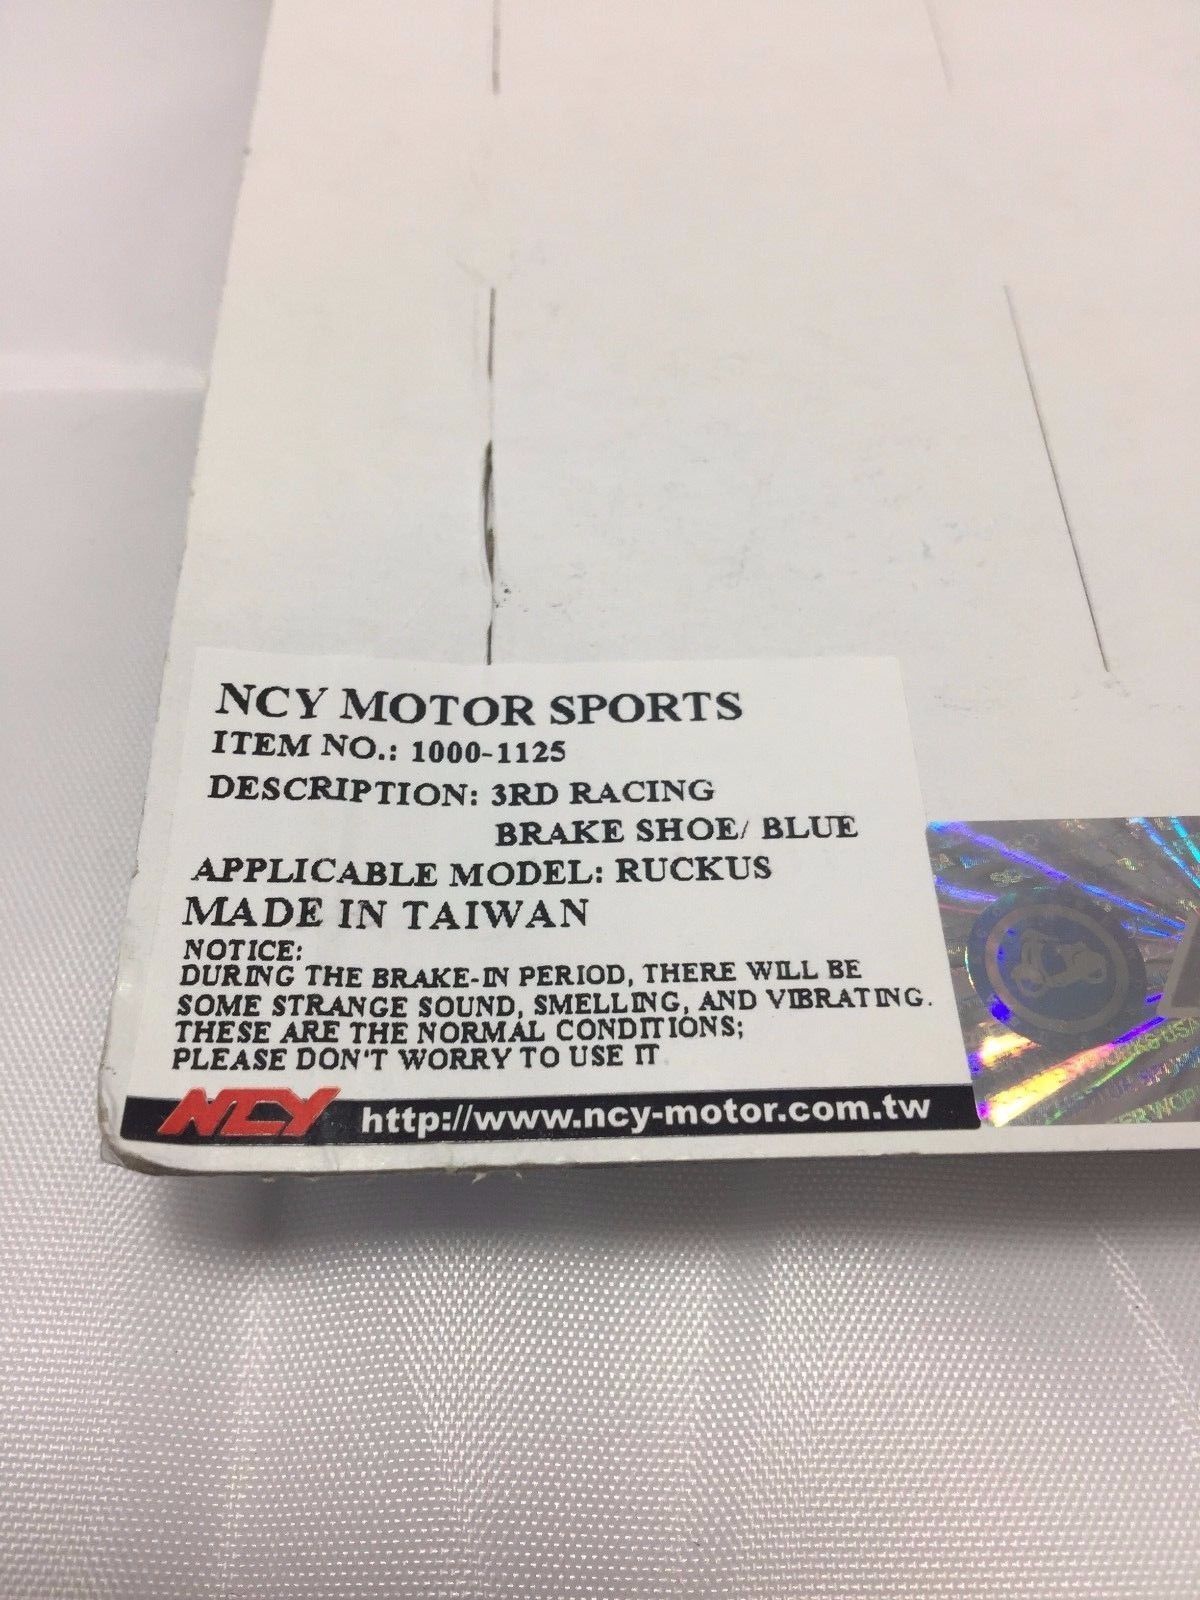 NCY MOTOR SPORTS
ITEM NO.: 1000-1125
DESCRIPTION: 3RD RACING
BRAKE SHOE/ BLUE
APPLICABLE MODEL: RUCKUS
MADE IN TAIWAN
NOTICE:
DURING THE BRAKE-IN PERIOD, THERE WILL BE
SOME STRANGE SOUND, SMELLING, AND VIBRATING.
THESE ARE THE NORMAL CONDITIONS;
PLEASE DON'T WORRY TO USE IT
NCY http://www.ncy-motor.com.tw